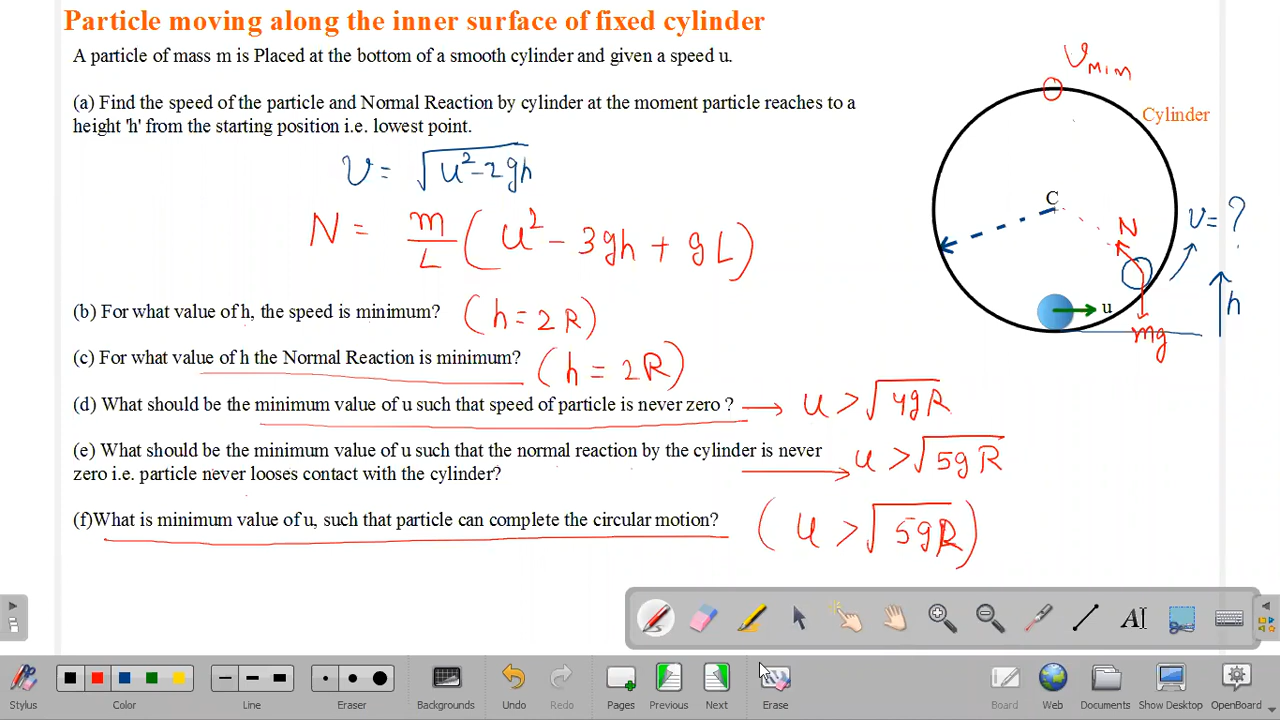 Particle moving along the inner surface of fixed cylinder
A particle of mass m is Placed at the bottom of a smooth cylinder and given a speed u.
(a) Find the speed of the particle and Normal Reaction by cylinder at the moment particle reaches to a
height 'h' from the starting position i.e. lowest point.
V = √u²-2gh
N = m/L (u² - 3gh + gL)
(b) For what value of h, the speed is minimum? (h = 2R)
(c) For what value of h the Normal Reaction is minimum? (h = 2R)
(d) What should be the minimum value of u such that speed of particle is never zero ? → u > √4gR
(e) What should be the minimum value of u such that the normal reaction by the cylinder is never
zero i.e. particle never looses contact with the cylinder? → u > √5gR
(f)What is minimum value of u, such that particle can complete the circular motion? (u > √5gR)
VMIM
Cylinder
C
N
v = ?
u
h
mg
Stylus
Color
Line
Eraser
Backgrounds
Undo
Redo
Pages
Previous
Next
Erase
Board
Web
Documents
Show Desktop
OpenBoard
AI